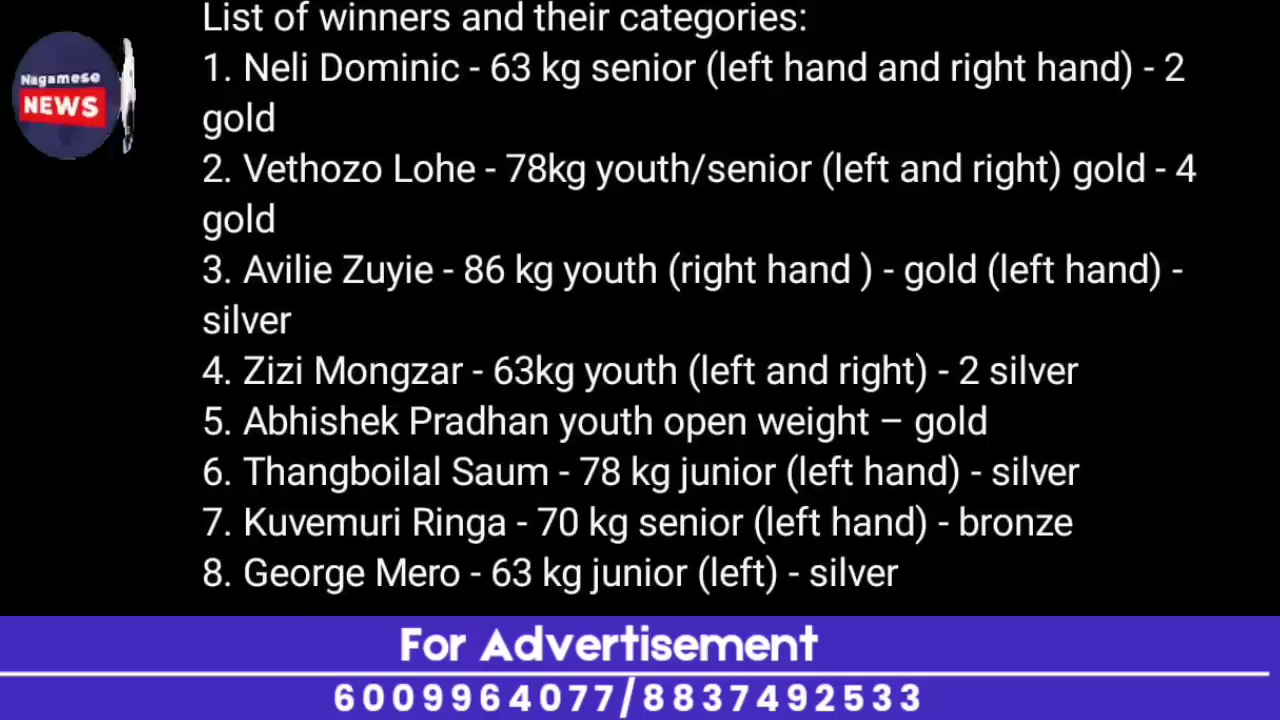 Nagamese
NEWS
List of winners and their categories:
1. Neli Dominic - 63 kg senior (left hand and right hand) - 2
gold
2. Vethozo Lohe - 78kg youth/senior (left and right) gold - 4
gold
3. Avilie Zuyie - 86 kg youth (right hand ) - gold (left hand) -
silver
4. Zizi Mongzar - 63kg youth (left and right) - 2 silver
5. Abhishek Pradhan youth open weight – gold
6. Thangboilal Saum - 78 kg junior (left hand) - silver
7. Kuvemuri Ringa - 70 kg senior (left hand) - bronze
8. George Mero - 63 kg junior (left) - silver
For Advertisement
6009964077/8837492533